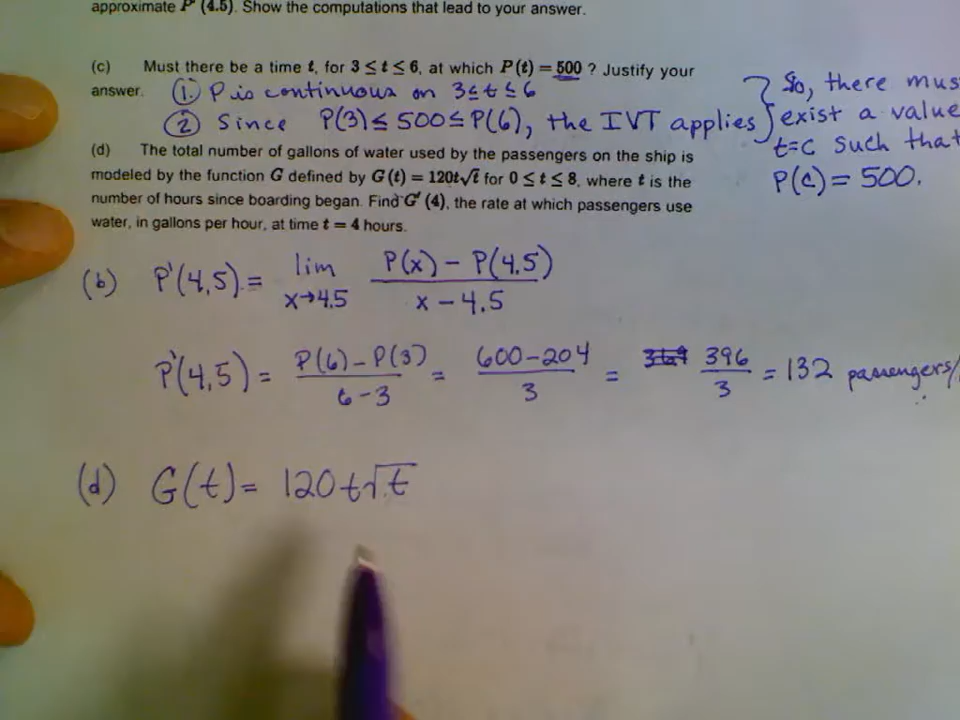 approximate P' (4.5). Show the computations that lead to your answer.
(c) Must there be a time t, for 3 ≤ t ≤ 6, at which P(t) = 500 ? Justify your
answer. (1.) P is continuous on 3 ≤ t ≤ 6
(2) Since P(3) ≤ 500 ≤ P(6), the IVT applies
} So, there mus
exist a value
t=c such that
P(c) = 500.
(d) The total number of gallons of water used by the passengers on the ship is
modeled by the function G defined by G(t) = 120t√t for 0 ≤ t ≤ 8, where t is the
number of hours since boarding began. Find G' (4), the rate at which passengers use
water, in gallons per hour, at time t = 4 hours.
(b) P'(4.5) = lim x→4.5 P(x) − P(4.5) / x − 4.5
P'(4.5) = P(6) − P(3) / 6 − 3 = 600 − 204 / 3 = 396 / 3 = 132 passengers/
(d) G(t) = 120t√t